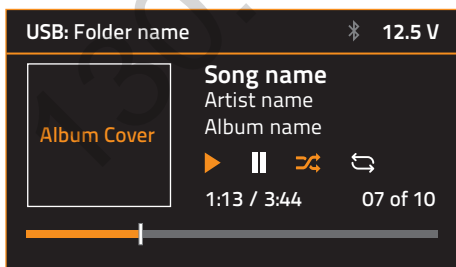 USB: Folder name 12.5 V
Album Cover
Song name
Artist name
Album name
1:13 / 3:44 07 of 10